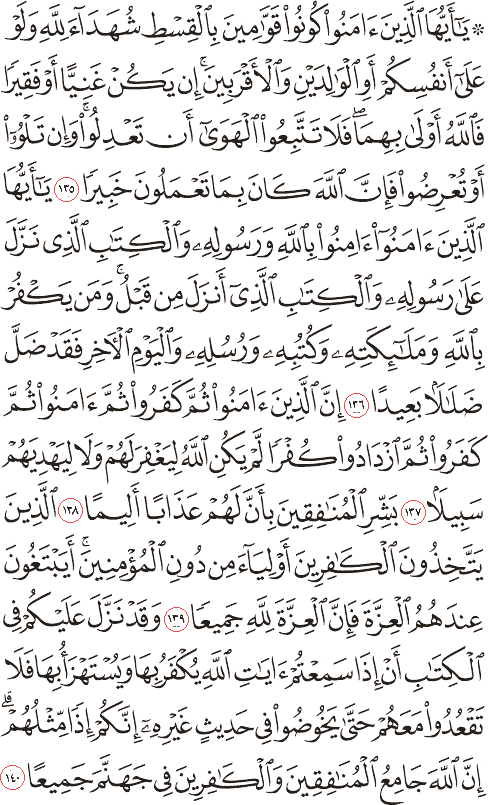 ۞ يَـٰٓأَيُّهَا ٱلَّذِينَ ءَامَنُوا۟ كُونُوا۟ قَوَّٰمِينَ بِٱلْقِسْطِ شُهَدَآءَ لِلَّهِ وَلَوْ
عَلَىٰٓ أَنفُسِكُمْ أَوِ ٱلْوَٰلِدَيْنِ وَٱلْأَقْرَبِينَ ۚ إِن يَكُنْ غَنِيًّا أَوْ فَقِيرًا
فَٱللَّهُ أَوْلَىٰ بِهِمَا ۖ فَلَا تَتَّبِعُوا۟ ٱلْهَوَىٰٓ أَن تَعْدِلُوا۟ ۚ وَإِن تَلْوُۥٓا۟
أَوْ تُعْرِضُوا۟ فَإِنَّ ٱللَّهَ كَانَ بِمَا تَعْمَلُونَ خَبِيرًا ١٣٥ يَـٰٓأَيُّهَا
ٱلَّذِينَ ءَامَنُوٓا۟ ءَامِنُوا۟ بِٱللَّهِ وَرَسُولِهِۦ وَٱلْكِتَـٰبِ ٱلَّذِى نَزَّلَ
عَلَىٰ رَسُولِهِۦ وَٱلْكِتَـٰبِ ٱلَّذِىٓ أَنزَلَ مِن قَبْلُ ۚ وَمَن يَكْفُرْ
بِٱللَّهِ وَمَلَـٰٓئِكَتِهِۦ وَكُتُبِهِۦ وَرُسُلِهِۦ وَٱلْيَوْمِ ٱلْـَٔاخِرِ فَقَدْ ضَلَّ
ضَلَـٰلًۢا بَعِيدًا ١٣٦ إِنَّ ٱلَّذِينَ ءَامَنُوا۟ ثُمَّ كَفَرُوا۟ ثُمَّ ءَامَنُوا۟ ثُمَّ
كَفَرُوا۟ ثُمَّ ٱزْدَادُوا۟ كُفْرًا لَّمْ يَكُنِ ٱللَّهُ لِيَغْفِرَ لَهُمْ وَلَا لِيَهْدِيَهُمْ
سَبِيلًۢا ١٣٧ بَشِّرِ ٱلْمُنَـٰفِقِينَ بِأَنَّ لَهُمْ عَذَابًا أَلِيمًا ١٣٨ ٱلَّذِينَ
يَتَّخِذُونَ ٱلْكَـٰفِرِينَ أَوْلِيَآءَ مِن دُونِ ٱلْمُؤْمِنِينَ ۚ أَيَبْتَغُونَ
عِندَهُمُ ٱلْعِزَّةَ فَإِنَّ ٱلْعِزَّةَ لِلَّهِ جَمِيعًا ١٣٩ وَقَدْ نَزَّلَ عَلَيْكُمْ فِى
ٱلْكِتَـٰبِ أَنْ إِذَا سَمِعْتُمْ ءَايَـٰتِ ٱللَّهِ يُكْفَرُ بِهَا وَيُسْتَهْزَأُ بِهَا فَلَا
تَقْعُدُوا۟ مَعَهُمْ حَتَّىٰ يَخُوضُوا۟ فِى حَدِيثٍ غَيْرِهِۦٓ ۚ إِنَّكُمْ إِذًا مِّثْلُهُمْ ۗ
إِنَّ ٱللَّهَ جَامِعُ ٱلْمُنَـٰفِقِينَ وَٱلْكَـٰفِرِينَ فِى جَهَنَّمَ جَمِيعًا ١٤٠